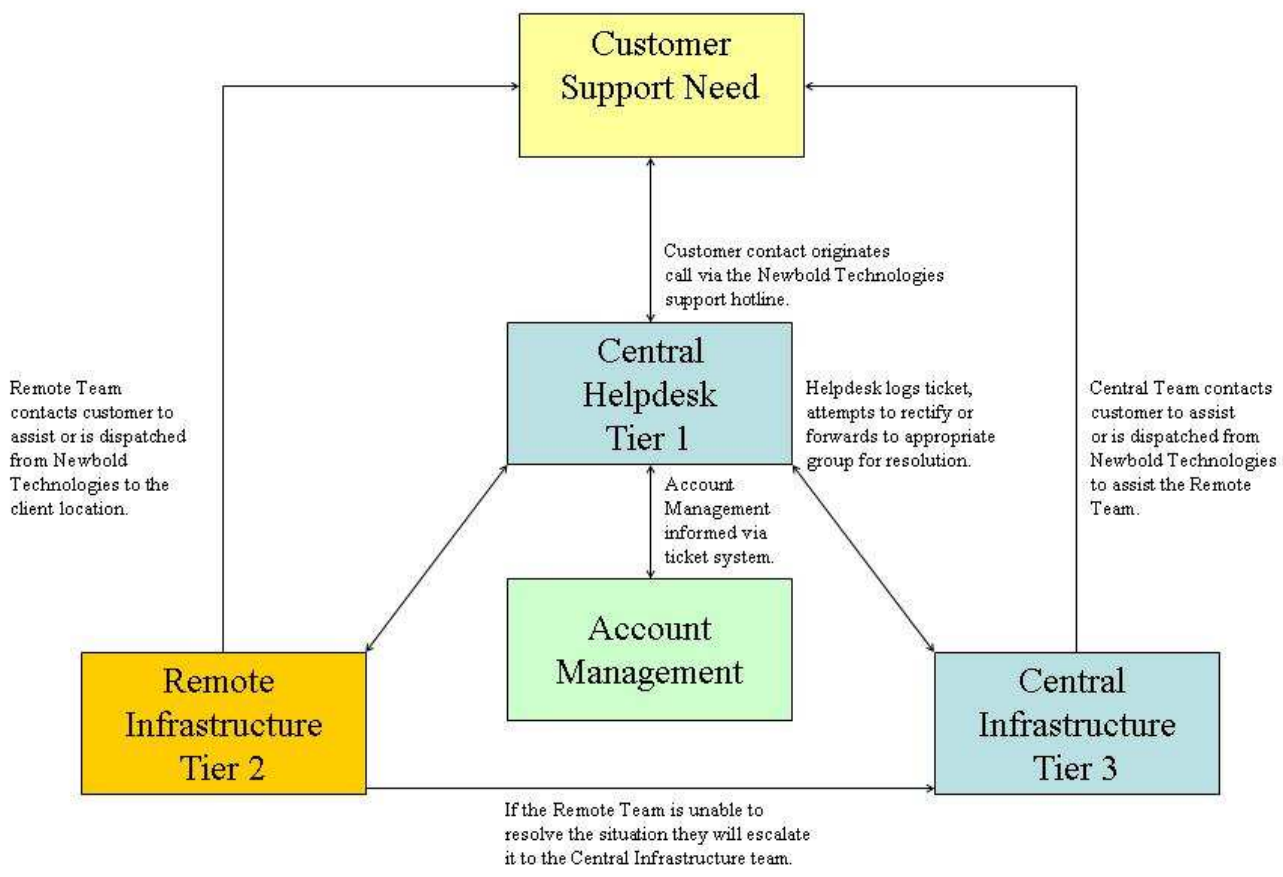 Customer
Support Need
Customer contact originates
call via the Newbold Technologies
support hotline.
Central
Helpdesk
Tier 1
Remote Team
contacts customer to
assist or is dispatched
from Newbold
Technologies to the
client location.
Helpdesk logs ticket,
attempts to rectify or
forwards to appropriate
group for resolution.
Central Team contacts
customer to assist
or is dispatched from
Newbold Technologies
to assist the Remote
Team.
Account
Management
informed via
ticket system.
Account
Management
Remote
Infrastructure
Tier 2
Central
Infrastructure
Tier 3
If the Remote Team is unable to
resolve the situation they will escalate
it to the Central Infrastructure team.